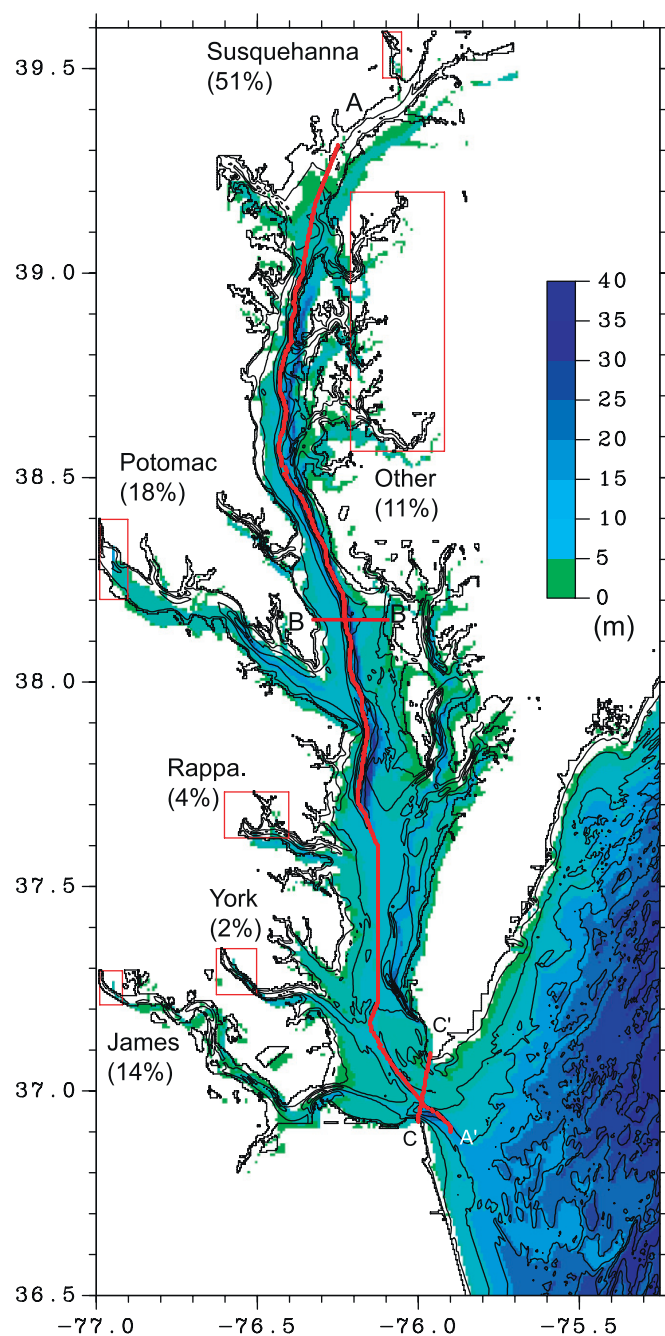 39.5
Susquehanna
(51%)
A
39.0
40
35
30
25
20
15
10
5
0
(m)
38.5
Potomac
(18%)
Other
(11%)
B
B'
38.0
Rappa.
(4%)
37.5
York
(2%)
James
(14%)
C'
37.0
C
A'
36.5
-77.0
-76.5
-76.0
-75.5